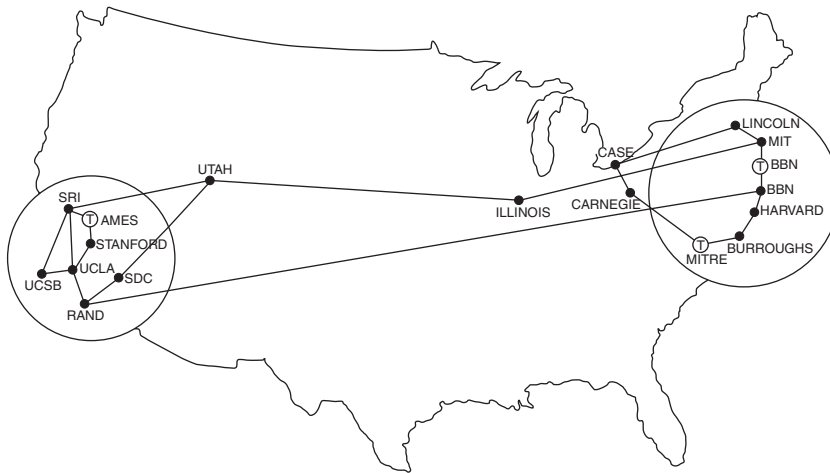 LINCOLN
MIT
CASE
T BBN
UTAH
BBN
SRI
CARNEGIE
ILLINOIS
T AMES
HARVARD
STANFORD
T
BURROUGHS
MITRE
UCLA
SDC
UCSB
RAND